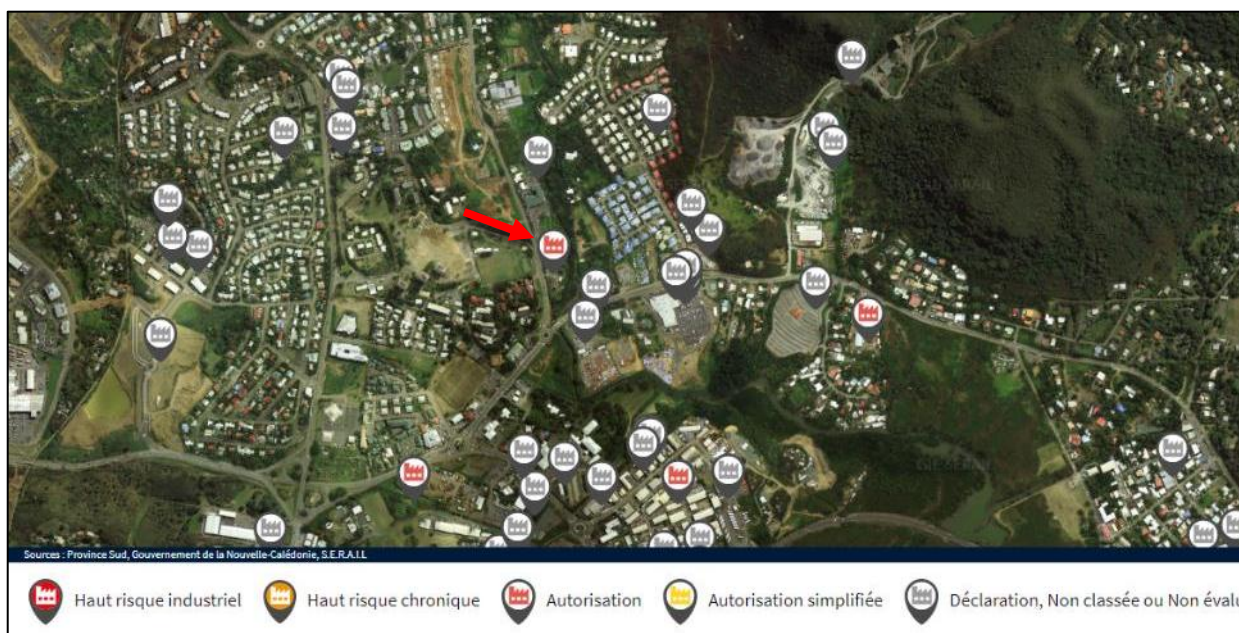 Sources : Province Sud, Gouvernement de la Nouvelle-Calédonie, S.E.R.A.I.L
Haut risque industriel
Haut risque chronique
Autorisation
Autorisation simplifiée
Déclaration, Non classée ou Non évalu